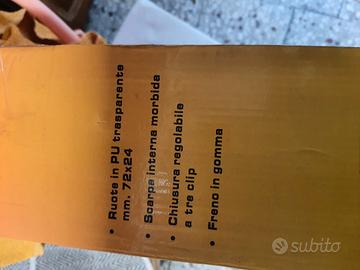 • Ruote in PU trasparente
mm. 72x24
• Scarpa interna morbida
• Chiusura regolabile
a tre clip
• Freno in gomma
subito